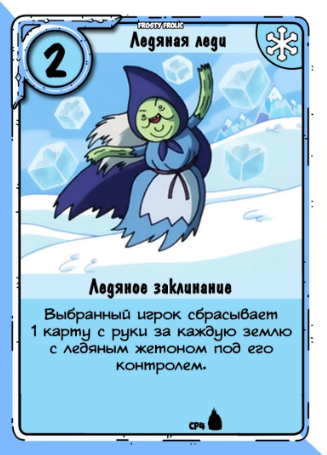 FROSTY FROLIC
Ледяная леди
2
Ледяное заклинание
Выбранный игрок сбрасывает
1 карту с руки за каждую землю
с ледяным жетоном под его
контролем.
CP4